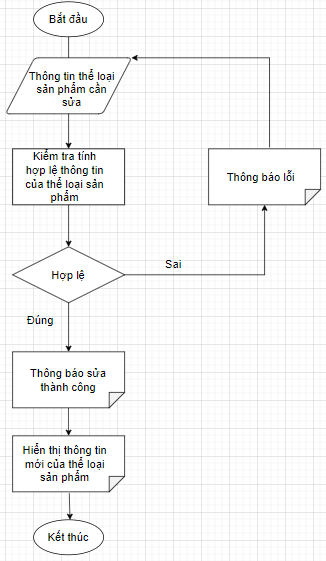 Bắt đầu
Thông tin thể loại
sản phẩm cần
sửa
Kiểm tra tính
hợp lệ thông tin
của thể loại sản
phẩm
Thông báo lỗi
Hợp lệ
Sai
Đúng
Thông báo sửa
thành công
Hiển thị thông tin
mới của thể loại
sản phẩm
Kết thúc